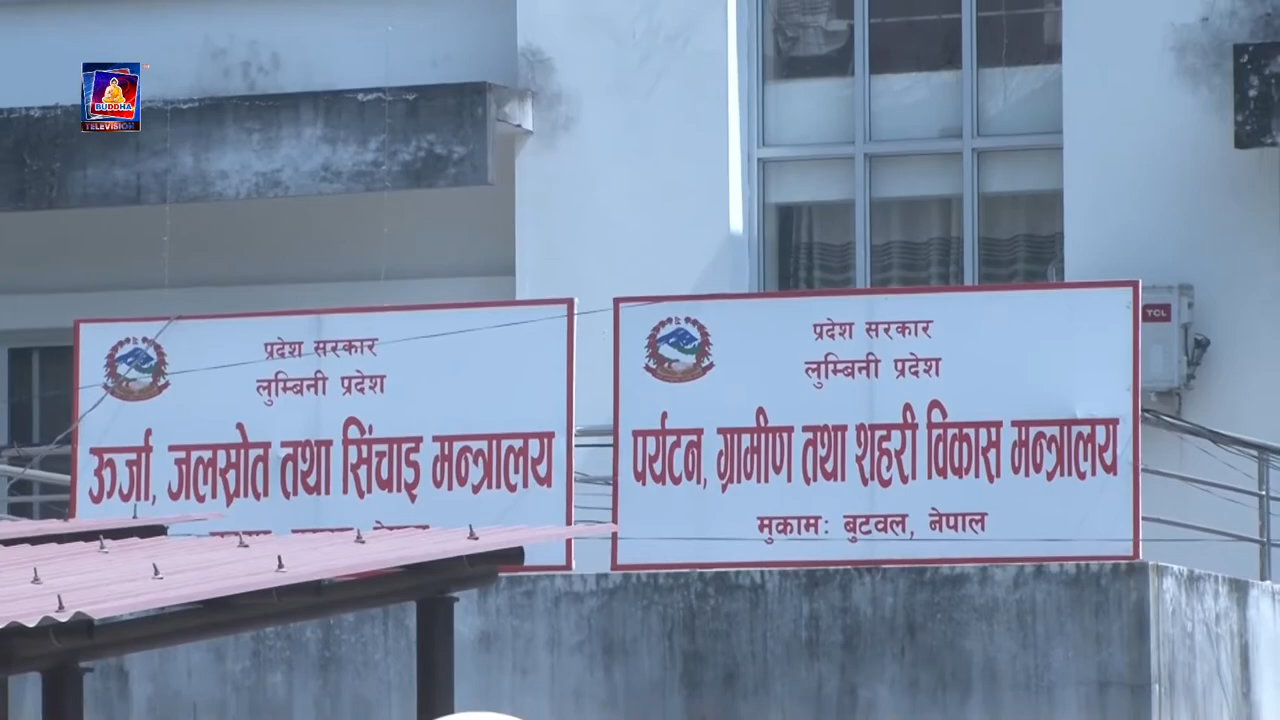 BUDDHA
TELEVISION
प्रदेश सरकार
लुम्बिनी प्रदेश
ऊर्जा, जलस्रोत तथा सिंचाइ मन्त्रालय
प्रदेश सरकार
लुम्बिनी प्रदेश
पर्यटन, ग्रामीण तथा शहरी विकास मन्त्रालय
मुकाम: बुटवल, नेपाल
TCL